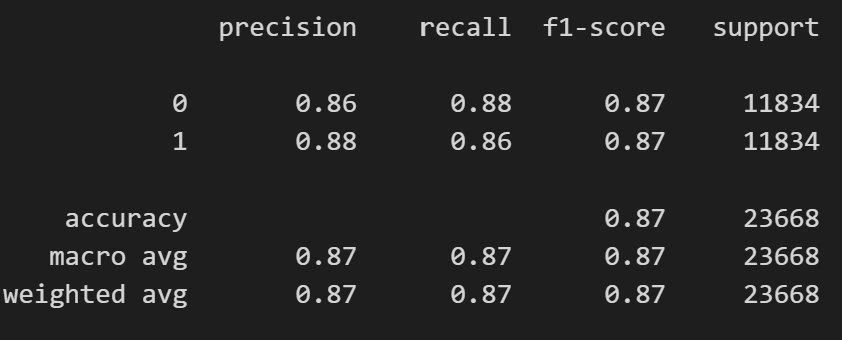 precision recall f1-score support
0 0.86 0.88 0.87 11834
1 0.88 0.86 0.87 11834
accuracy 0.87 23668
macro avg 0.87 0.87 0.87 23668
weighted avg 0.87 0.87 0.87 23668